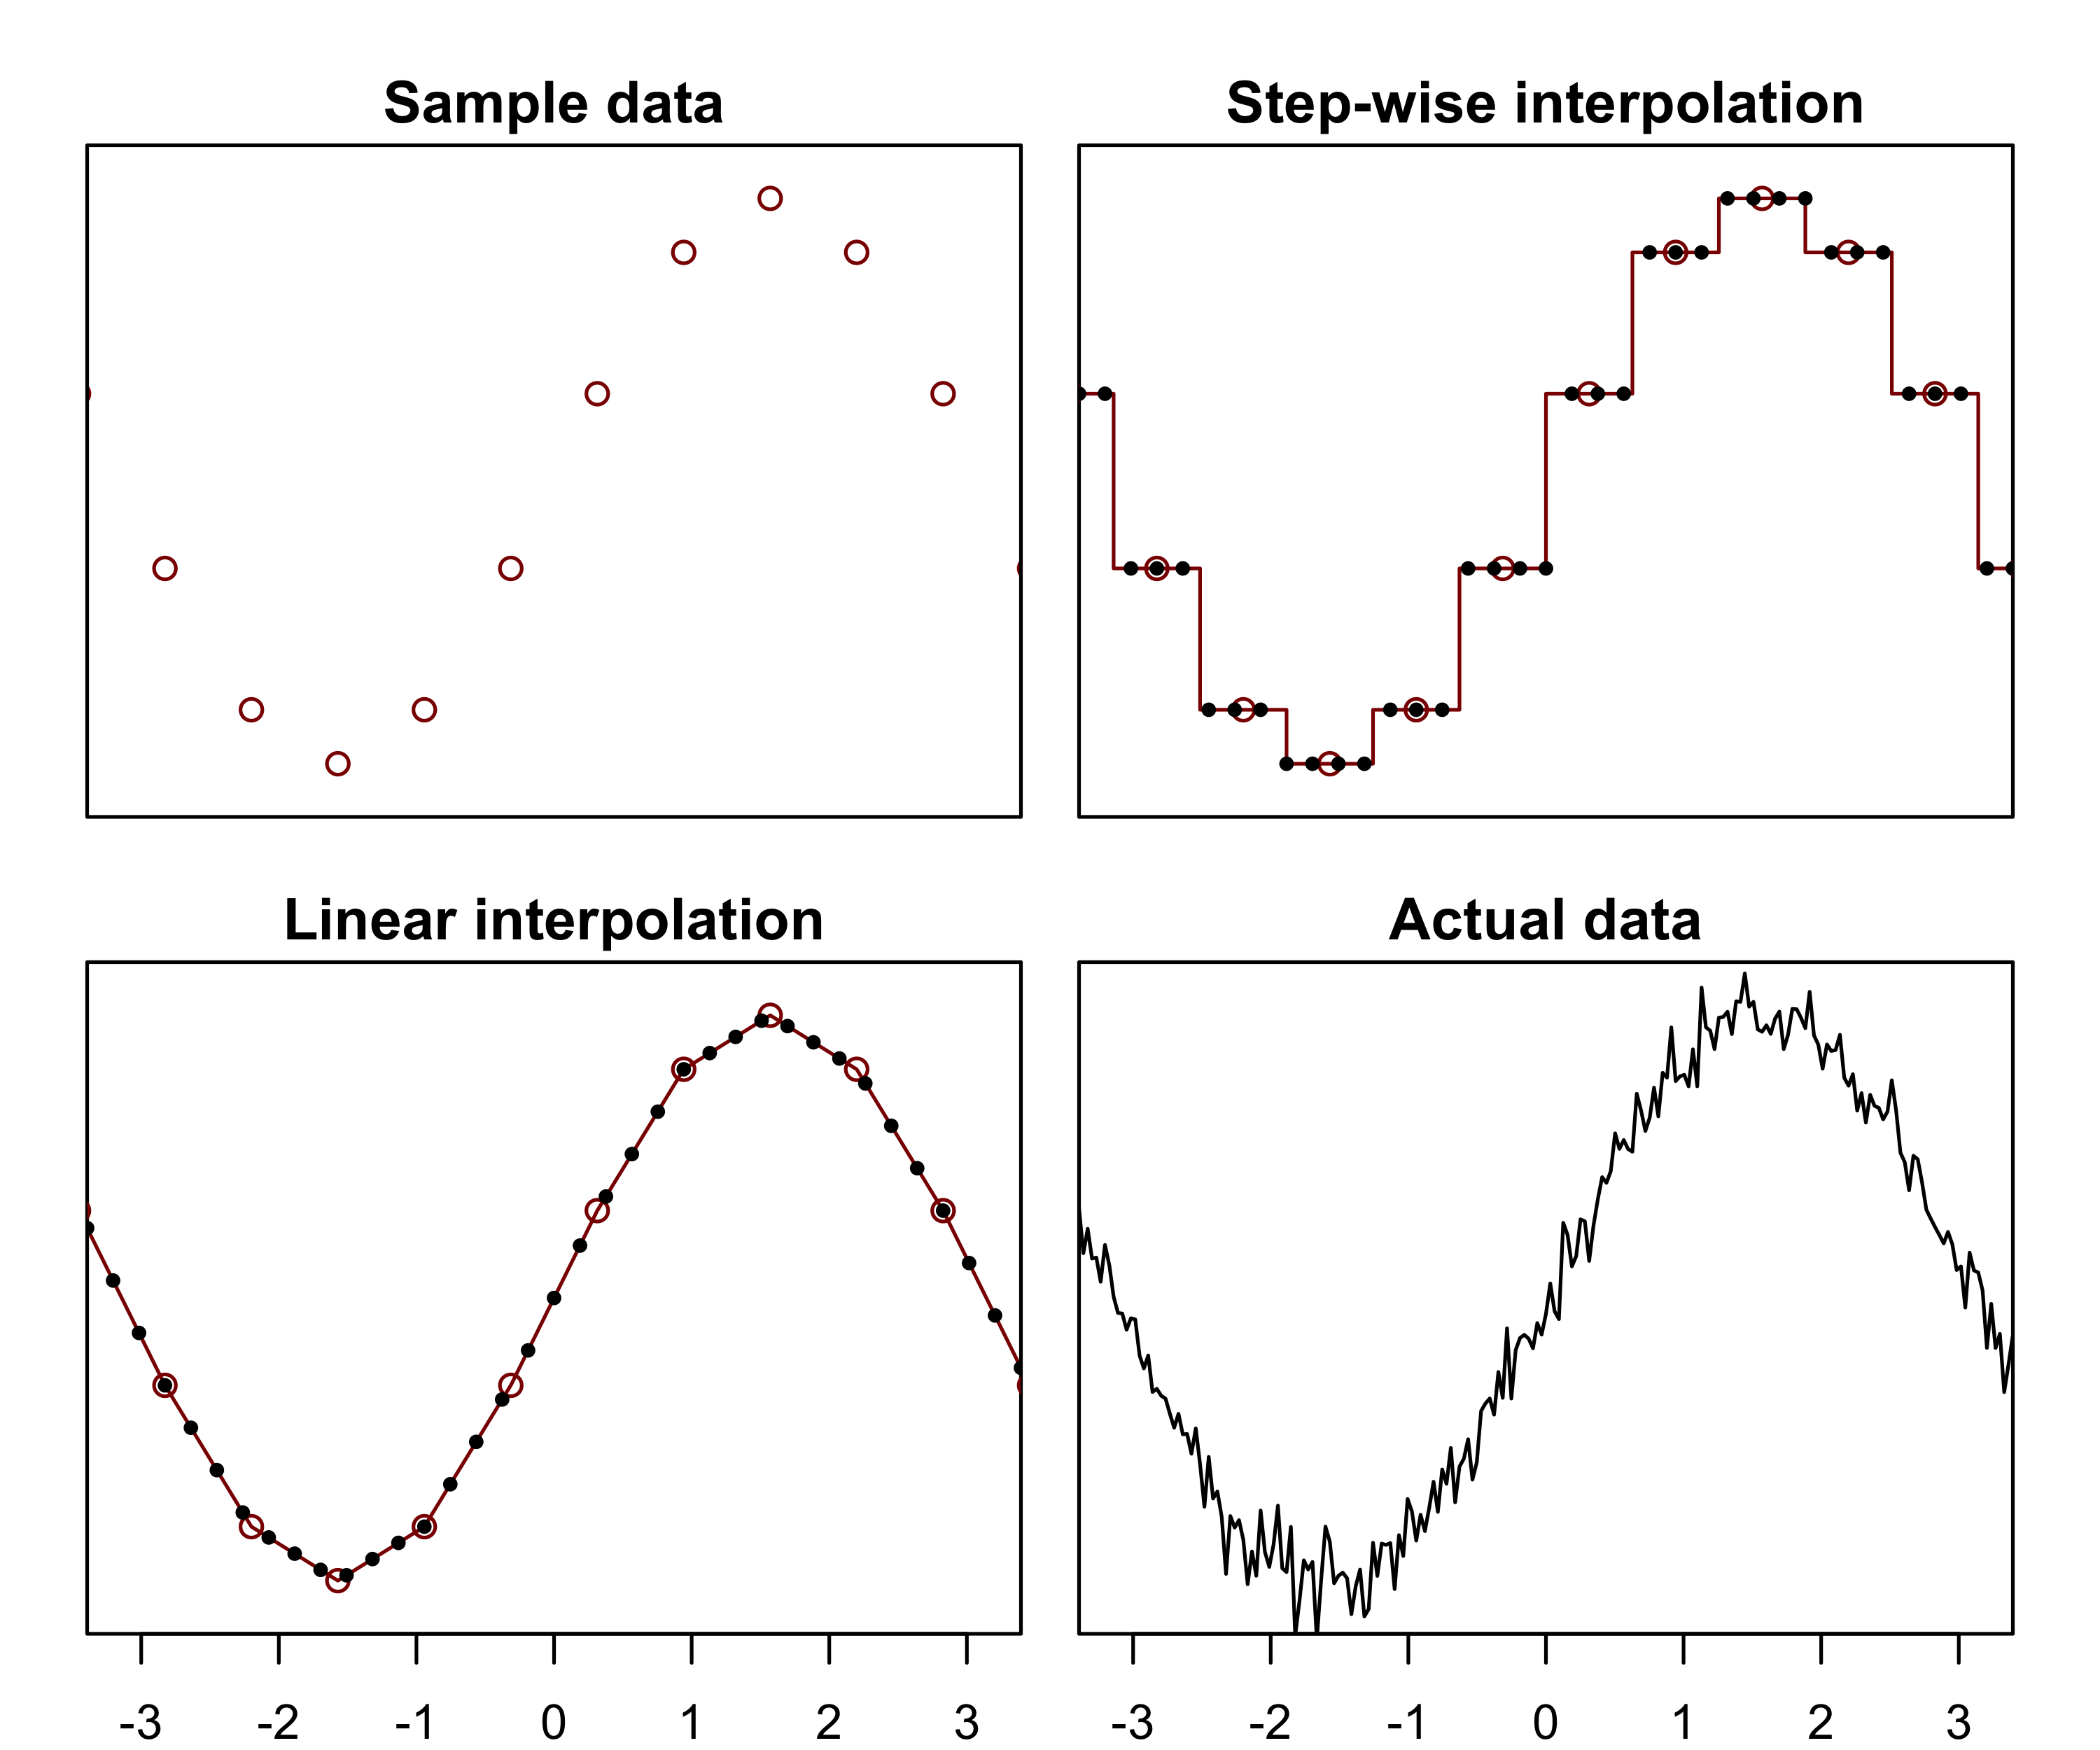 Sample data
Step-wise interpolation
Linear interpolation
Actual data
-3 -2 -1 0 1 2 3
-3 -2 -1 0 1 2 3